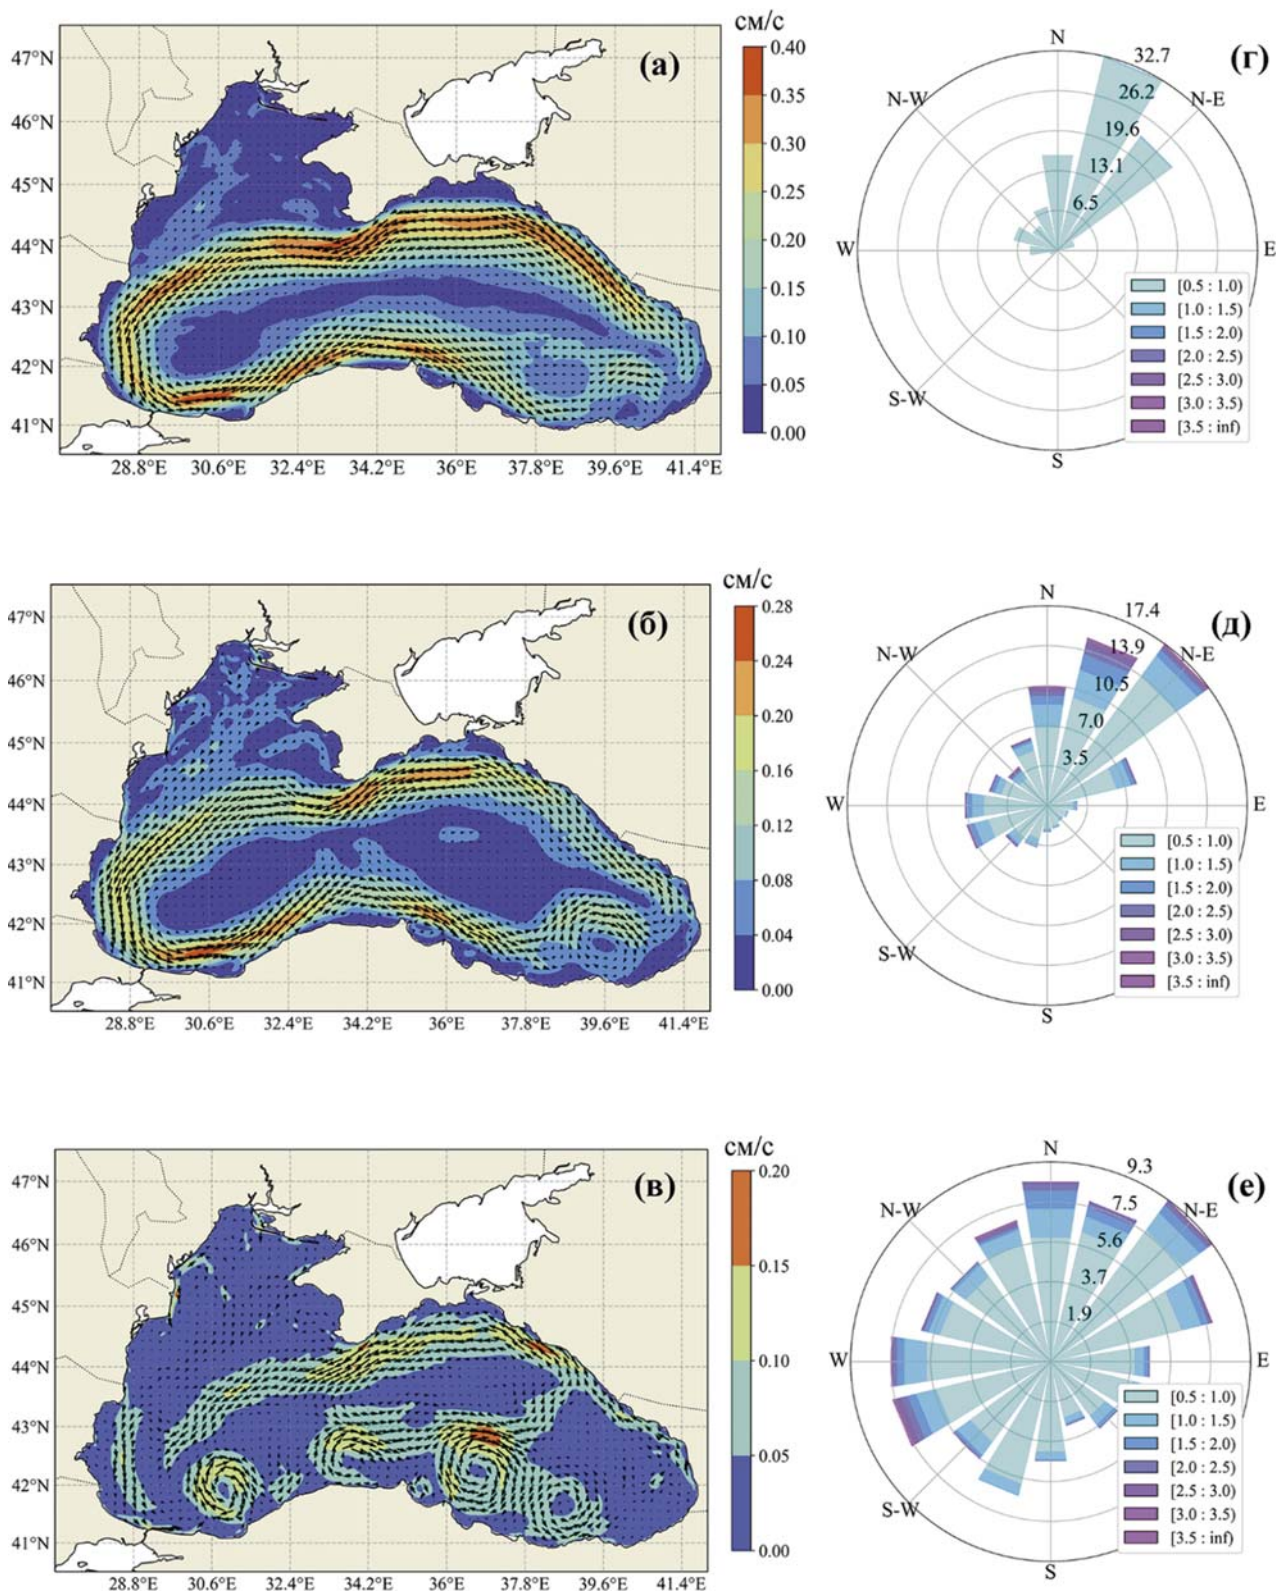 см/с
(а)
47°N
46°N
45°N
44°N
43°N
42°N
41°N
28.8°E 30.6°E 32.4°E 34.2°E 36°E 37.8°E 39.6°E 41.4°E
0.40
0.35
0.30
0.25
0.20
0.15
0.10
0.05
0.00
(г)
N
N-W
N-E
W
E
S-W
S
32.7
26.2
19.6
13.1
6.5
[0.5 : 1.0)
[1.0 : 1.5)
[1.5 : 2.0)
[2.0 : 2.5)
[2.5 : 3.0)
[3.0 : 3.5)
[3.5 : inf)
см/с
(б)
47°N
46°N
45°N
44°N
43°N
42°N
41°N
28.8°E 30.6°E 32.4°E 34.2°E 36°E 37.8°E 39.6°E 41.4°E
0.28
0.24
0.20
0.16
0.12
0.08
0.04
0.00
(д)
N
N-W
N-E
W
E
S-W
S
17.4
13.9
10.5
7.0
3.5
[0.5 : 1.0)
[1.0 : 1.5)
[1.5 : 2.0)
[2.0 : 2.5)
[2.5 : 3.0)
[3.0 : 3.5)
[3.5 : inf)
см/с
(в)
47°N
46°N
45°N
44°N
43°N
42°N
41°N
28.8°E 30.6°E 32.4°E 34.2°E 36°E 37.8°E 39.6°E 41.4°E
0.20
0.15
0.10
0.05
0.00
(е)
N
N-W
N-E
W
E
S-W
S
9.3
7.5
5.6
3.7
1.9
[0.5 : 1.0)
[1.0 : 1.5)
[1.5 : 2.0)
[2.0 : 2.5)
[2.5 : 3.0)
[3.0 : 3.5)
[3.5 : inf)